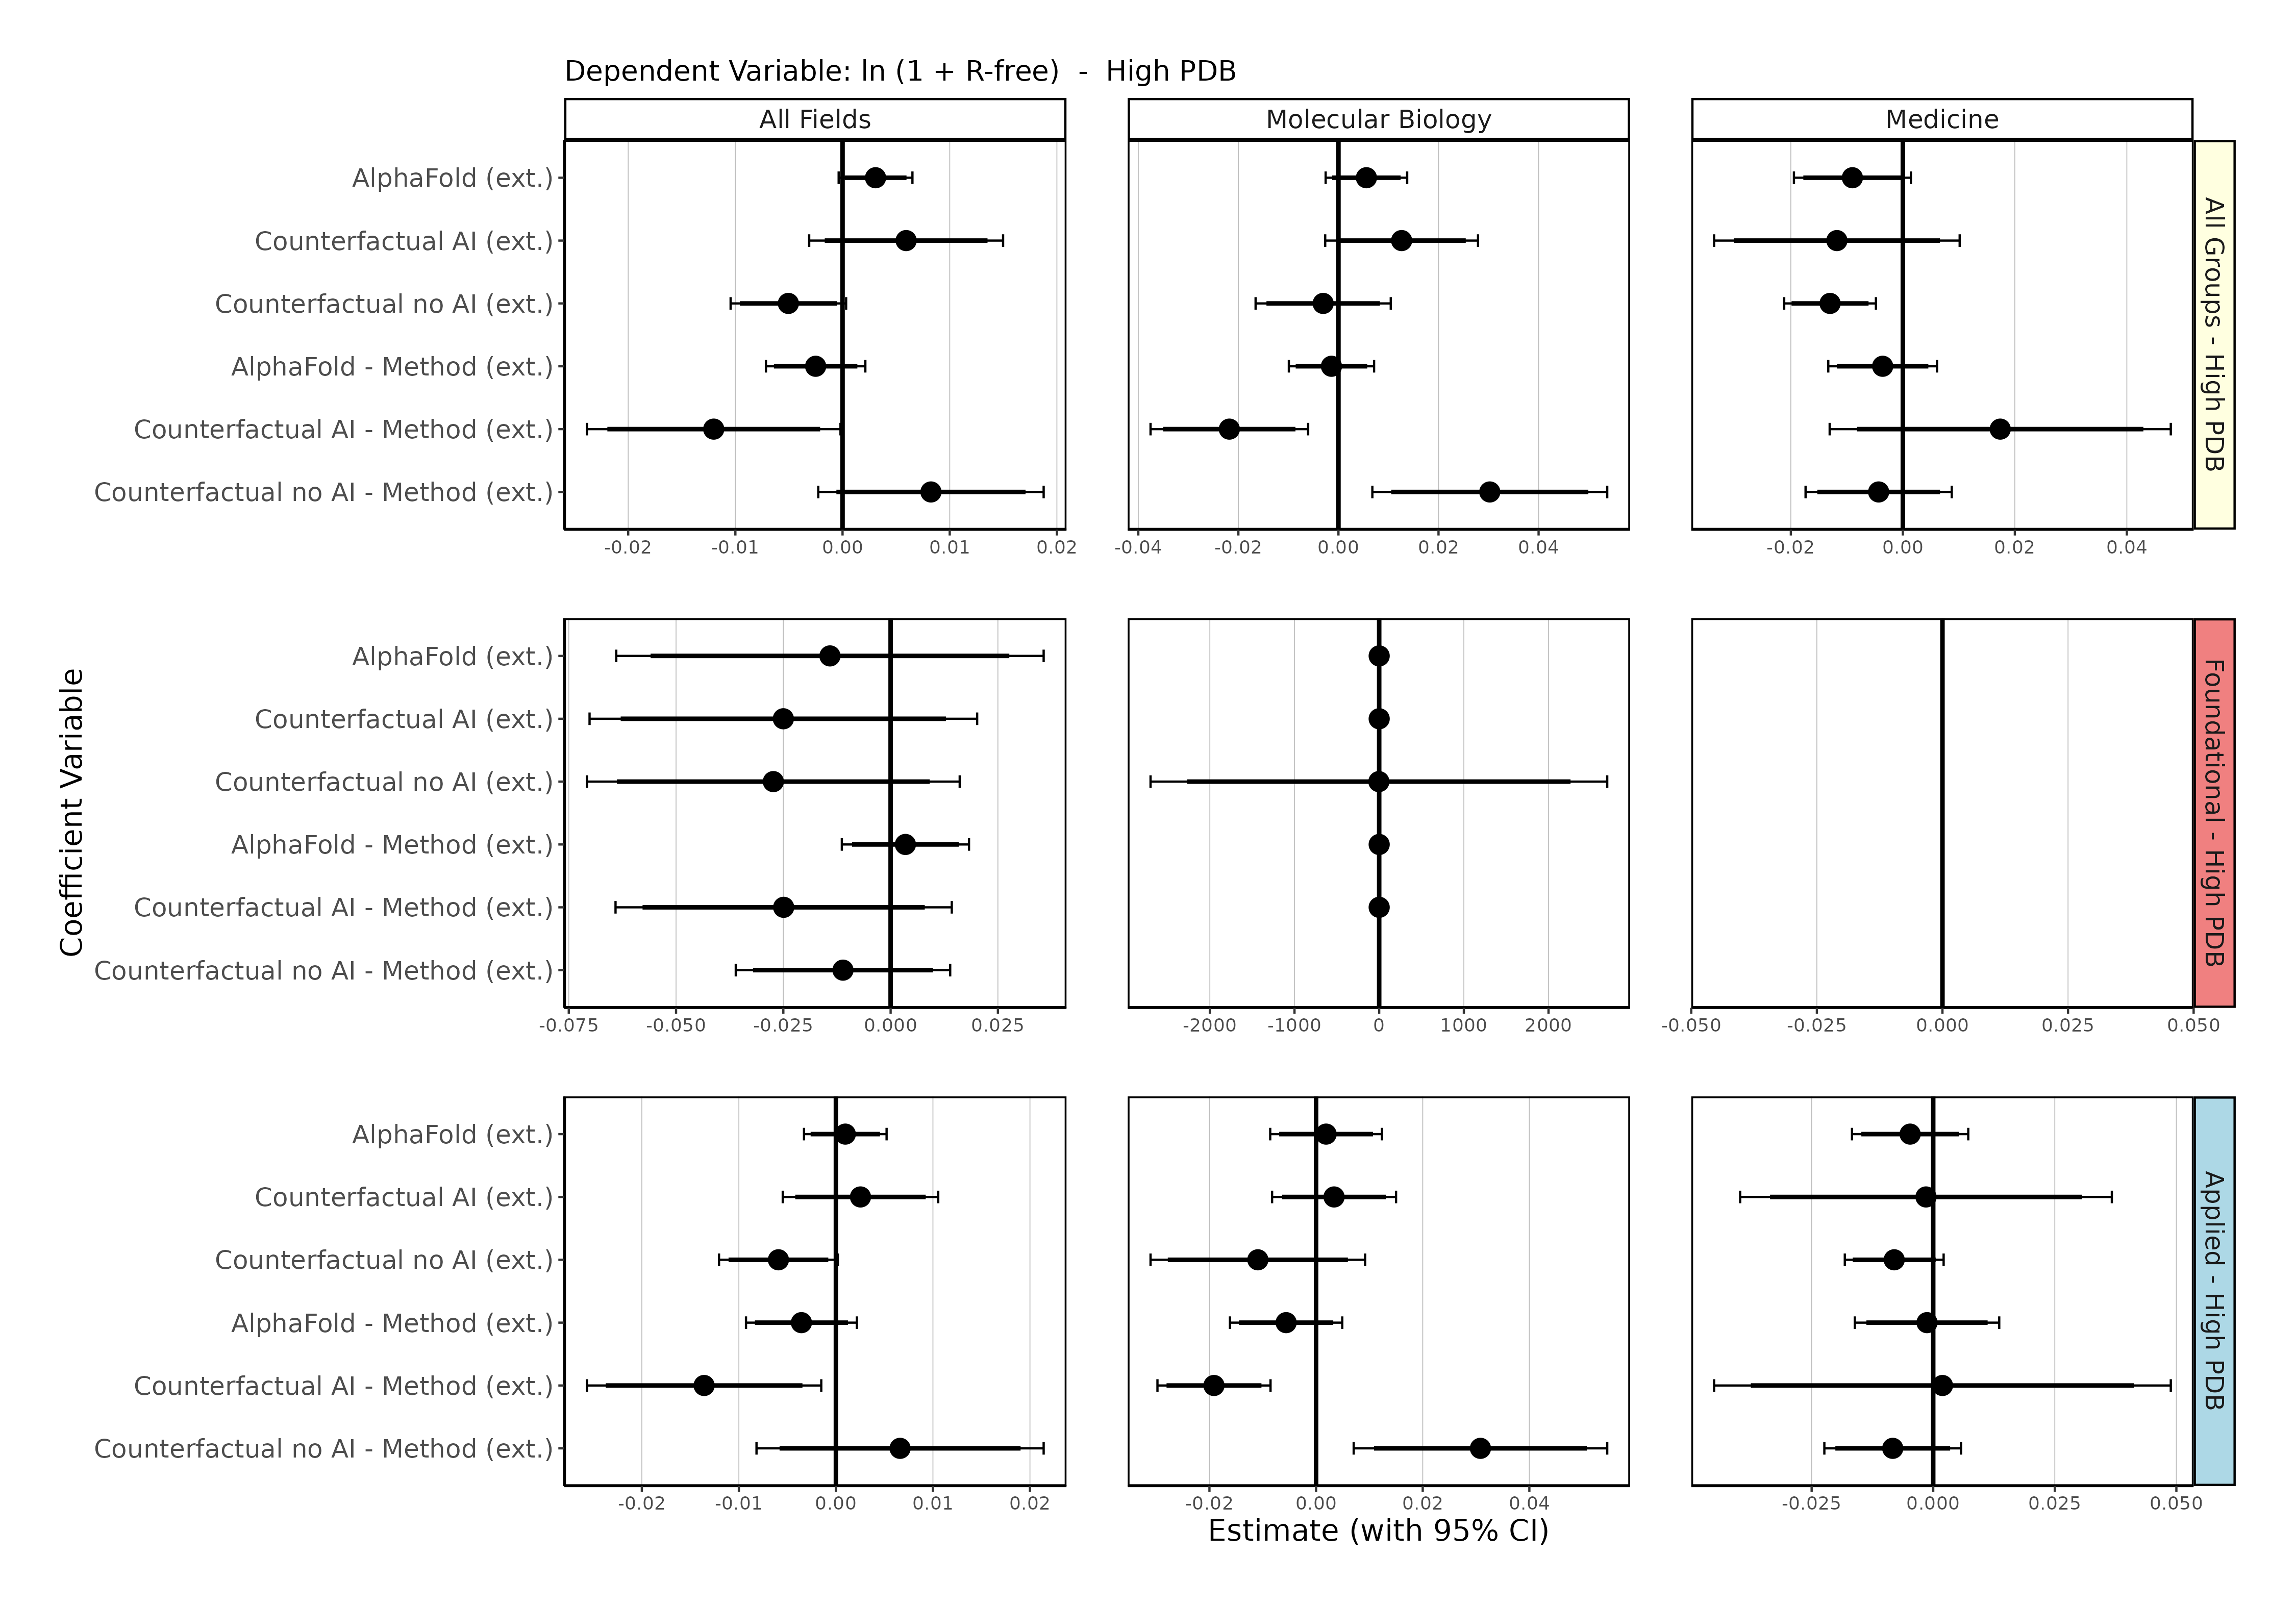 Dependent Variable: ln (1 + R-free)  -  High PDB
All Fields
Molecular Biology
Medicine
AlphaFold (ext.)
Counterfactual AI (ext.)
Counterfactual no AI (ext.)
AlphaFold - Method (ext.)
Counterfactual AI - Method (ext.)
Counterfactual no AI - Method (ext.)
All Groups - High PDB
-0.02 -0.01 0.00 0.01 0.02
-0.04 -0.02 0.00 0.02 0.04
-0.02 0.00 0.02 0.04
Coefficient Variable
AlphaFold (ext.)
Counterfactual AI (ext.)
Counterfactual no AI (ext.)
AlphaFold - Method (ext.)
Counterfactual AI - Method (ext.)
Counterfactual no AI - Method (ext.)
Foundational - High PDB
-0.075 -0.050 -0.025 0.000 0.025
-2000 -1000 0 1000 2000
-0.050 -0.025 0.000 0.025 0.050
AlphaFold (ext.)
Counterfactual AI (ext.)
Counterfactual no AI (ext.)
AlphaFold - Method (ext.)
Counterfactual AI - Method (ext.)
Counterfactual no AI - Method (ext.)
Applied - High PDB
-0.02 -0.01 0.00 0.01 0.02
-0.02 0.00 0.02 0.04
-0.025 0.000 0.025 0.050
Estimate (with 95% CI)